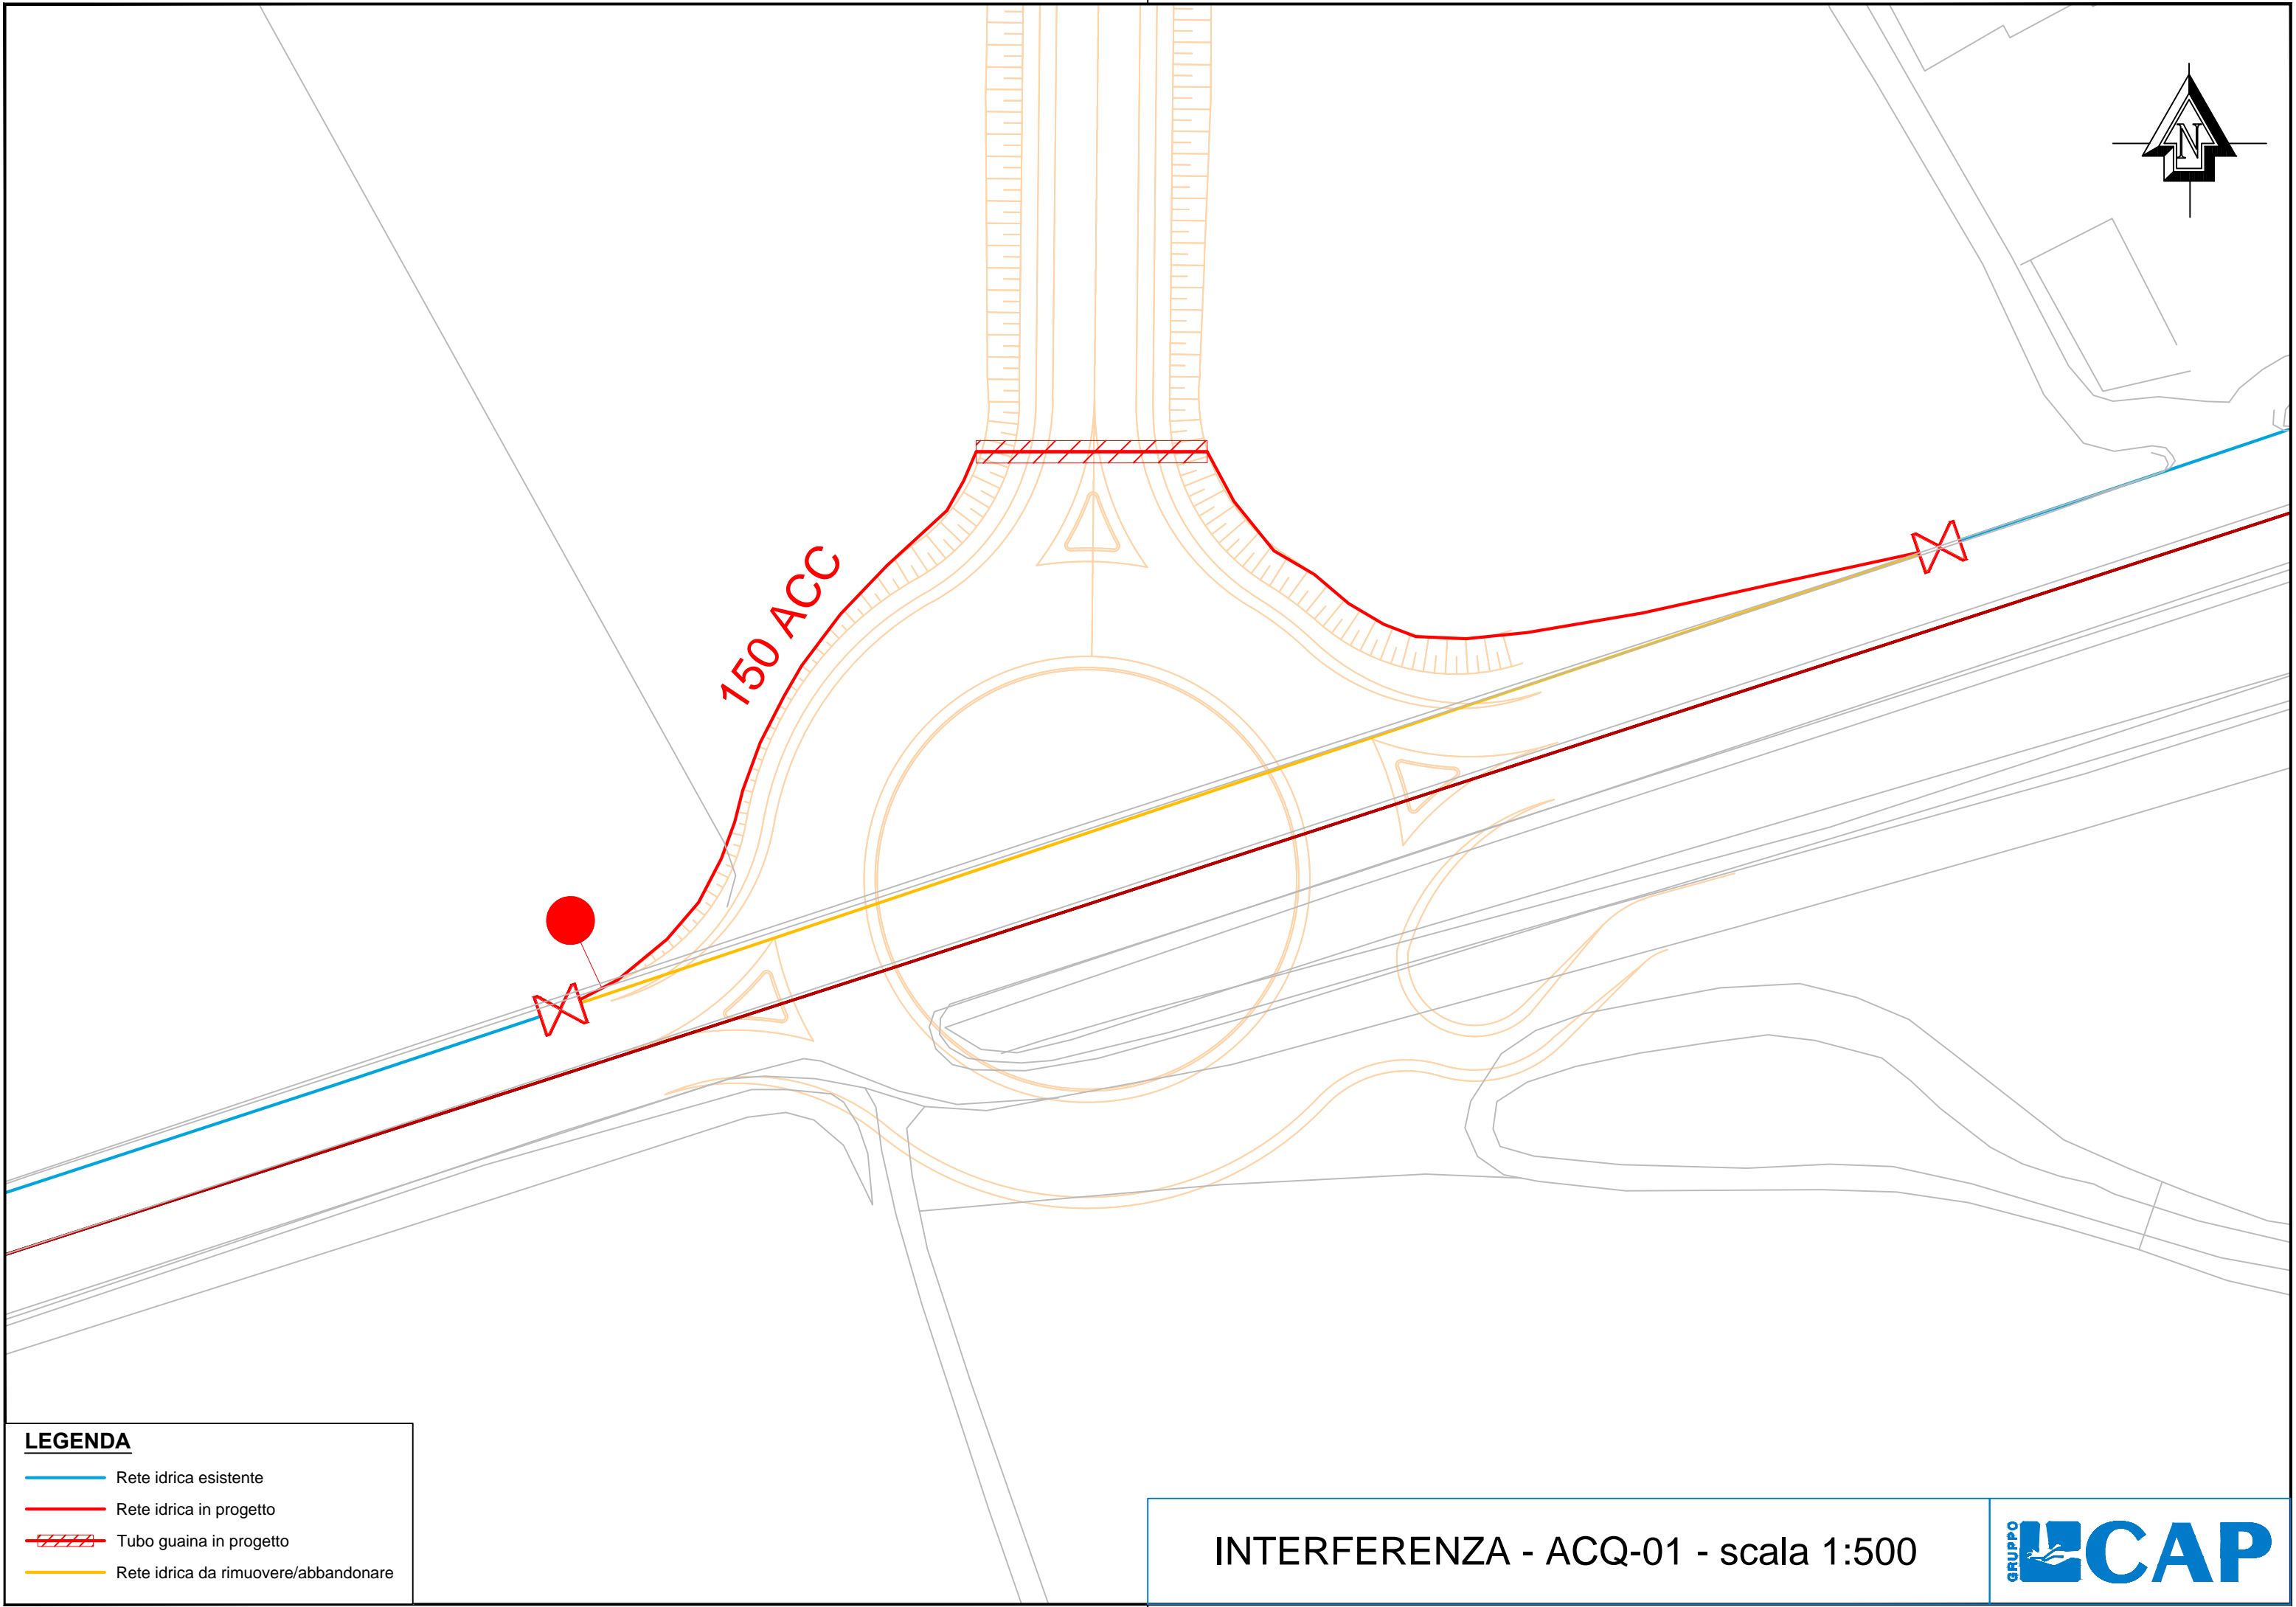 N
150 ACC
LEGENDA
Rete idrica esistente
Rete idrica in progetto
Tubo guaina in progetto
Rete idrica da rimuovere/abbandonare
INTERFERENZA - ACQ-01 - scala 1:500
GRUPPO
CAP